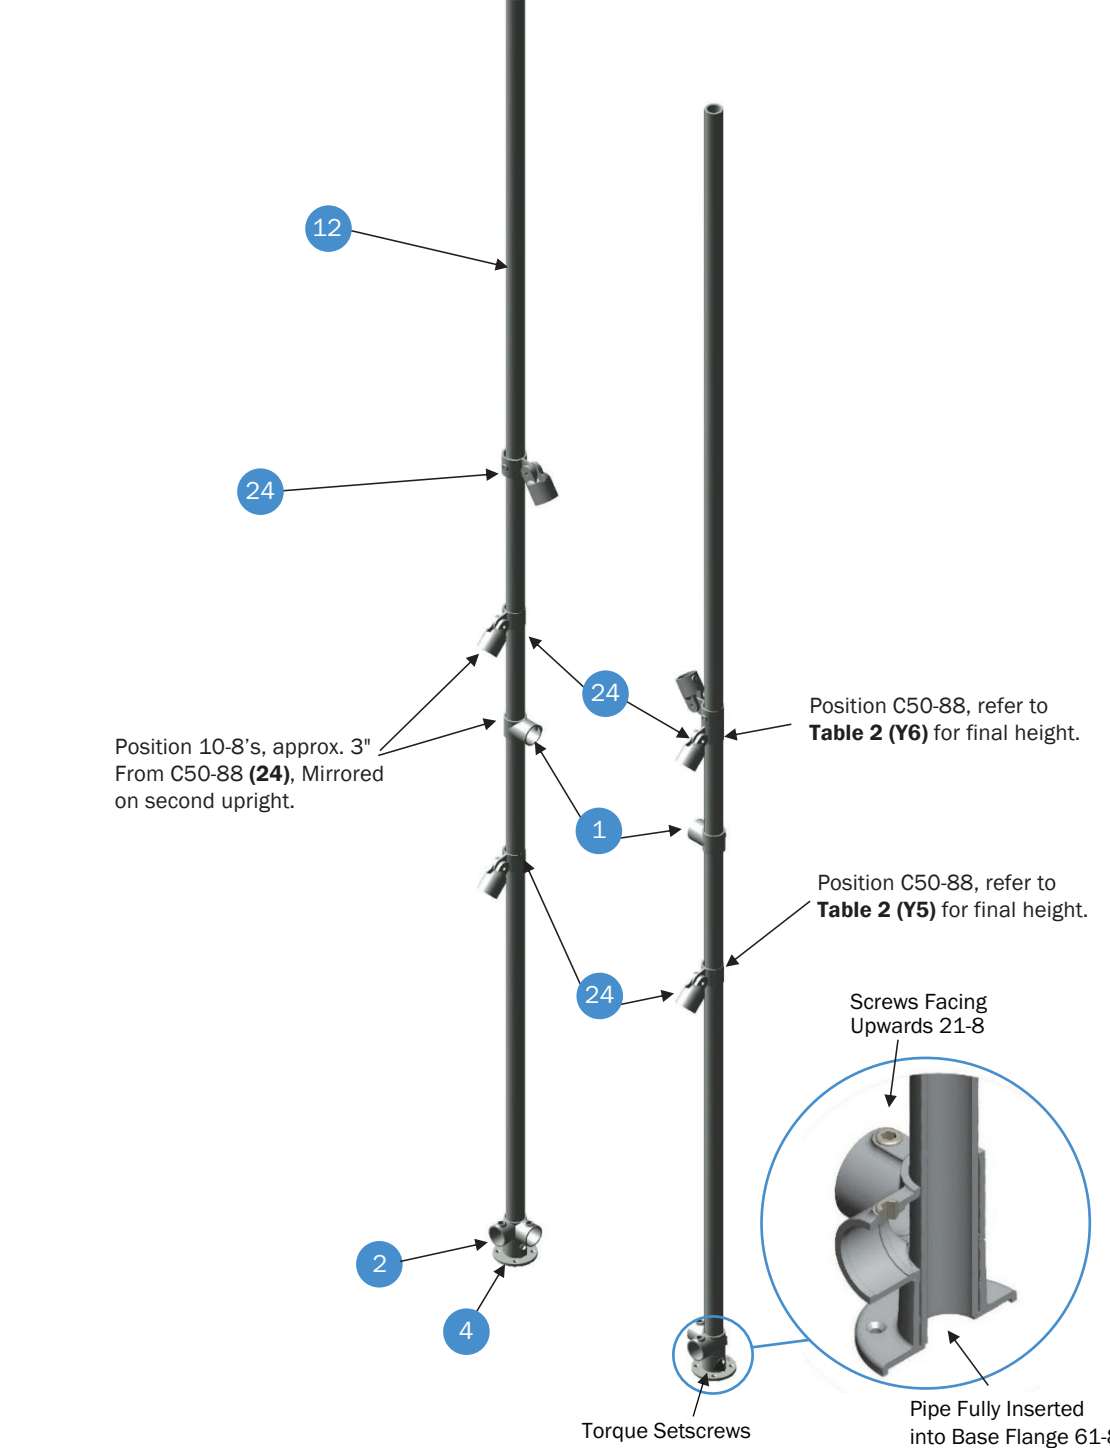 12
24
24
Position C50-88, refer to
Table 2 (Y6) for final height.
Position 10-8's, approx. 3"
From C50-88 (24), Mirrored
on second upright.
1
Position C50-88, refer to
Table 2 (Y5) for final height.
24
Screws Facing
Upwards 21-8
2
4
Pipe Fully Inserted
into Base Flange 61-8
Torque Setscrews